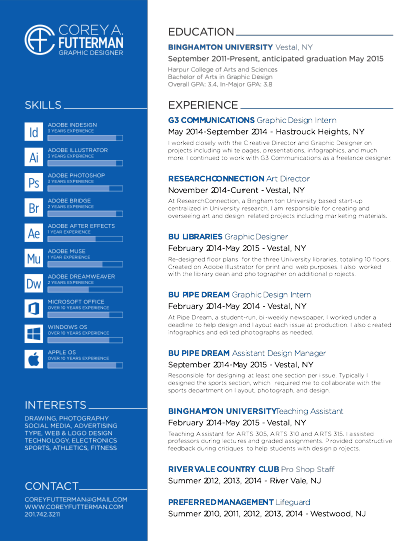 COREY A.
FUTTERMAN
GRAPHIC DESIGNER
SKILLS
Id
ADOBE INDESIGN
3 YEARS EXPERIENCE
Ai
ADOBE ILLUSTRATOR
3 YEARS EXPERIENCE
Ps
ADOBE PHOTOSHOP
3 YEARS EXPERIENCE
Br
ADOBE BRIDGE
2 YEARS EXPERIENCE
Ae
ADOBE AFTER EFFECTS
1 YEAR EXPERIENCE
Mu
ADOBE MUSE
1 YEAR EXPERIENCE
Dw
ADOBE DREAMWEAVER
2 YEARS EXPERIENCE
MICROSOFT OFFICE
OVER 10 YEARS EXPERIENCE
WINDOWS OS
OVER 10 YEARS EXPERIENCE
APPLE OS
OVER 10 YEARS EXPERIENCE
INTERESTS
DRAWING, PHOTOGRAPHY
SOCIAL MEDIA, ADVERTISING
TYPE, WEB & LOGO DESIGN
TECHNOLOGY, ELECTRONICS
SPORTS, ATHLETICS, FITNESS
CONTACT
COREYFUTTERMAN@GMAIL.COM
WWW.COREYFUTTERMAN.COM
201.742.3211
EDUCATION
BINGHAMTON UNIVERSITY Vestal, NY
September 2011-Present, anticipated graduation May 2015
Harpur College of Arts and Sciences
Bachelor of Arts in Graphic Design
Overall GPA: 3.4, In-Major GPA: 3.8
EXPERIENCE
G3 COMMUNICATIONS Graphic Design Intern
May 2014-September 2014 - Hastrouck Heights, NY
I worked closely with the Creative Director and Graphic Designer on
projects including white pages, presentations, infographics, and much
more. I continued to work with G3 Communications as a freelance designer.
RESEARCHCONNECTION Art Director
November 2014-Current - Vestal, NY
At ResearchConnection, a Binghamton University based start-up
centralized in University research, I am responsible for creating and
overseeing art and design related projects including marketing materials.
BU LIBRARIES Graphic Designer
February 2014-May 2015 - Vestal, NY
Re-designed floor plans for the three University libraries, totaling 10 floors.
Created on Adobe Illustrator for print and web purposes. I also worked
with the library dean and photographer on additional projects.
BU PIPE DREAM Graphic Design Intern
February 2014-May 2014 - Vestal, NY
At Pipe Dream, a student-run, bi-weekly newspaper, I worked under a
deadline to help design and layout each issue at production. I also created
infographics and edited photographs as needed.
BU PIPE DREAM Assistant Design Manager
September 2014-May 2015 - Vestal, NY
Responsible for designing at least one section per issue. Typically I
designed the sports section, which required me to collaborate with the
sports department on layout, photograph, and design.
BINGHAMTON UNIVERSITY Teaching Assistant
February 2014-May 2015 - Vestal, NY
Teaching Assistant for ARTS 305, ARTS 310 and ARTS 315. I assisted
professors during lectures and graded assignments. Provided constructive
feedback during critiques, to help students with design projects.
RIVER VALE COUNTRY CLUB Pro Shop Staff
Summer 2012, 2013, 2014 - River Vale, NJ
PREFERRED MANAGEMENT Lifeguard
Summer 2010, 2011, 2012, 2013, 2014 - Westwood, NJ